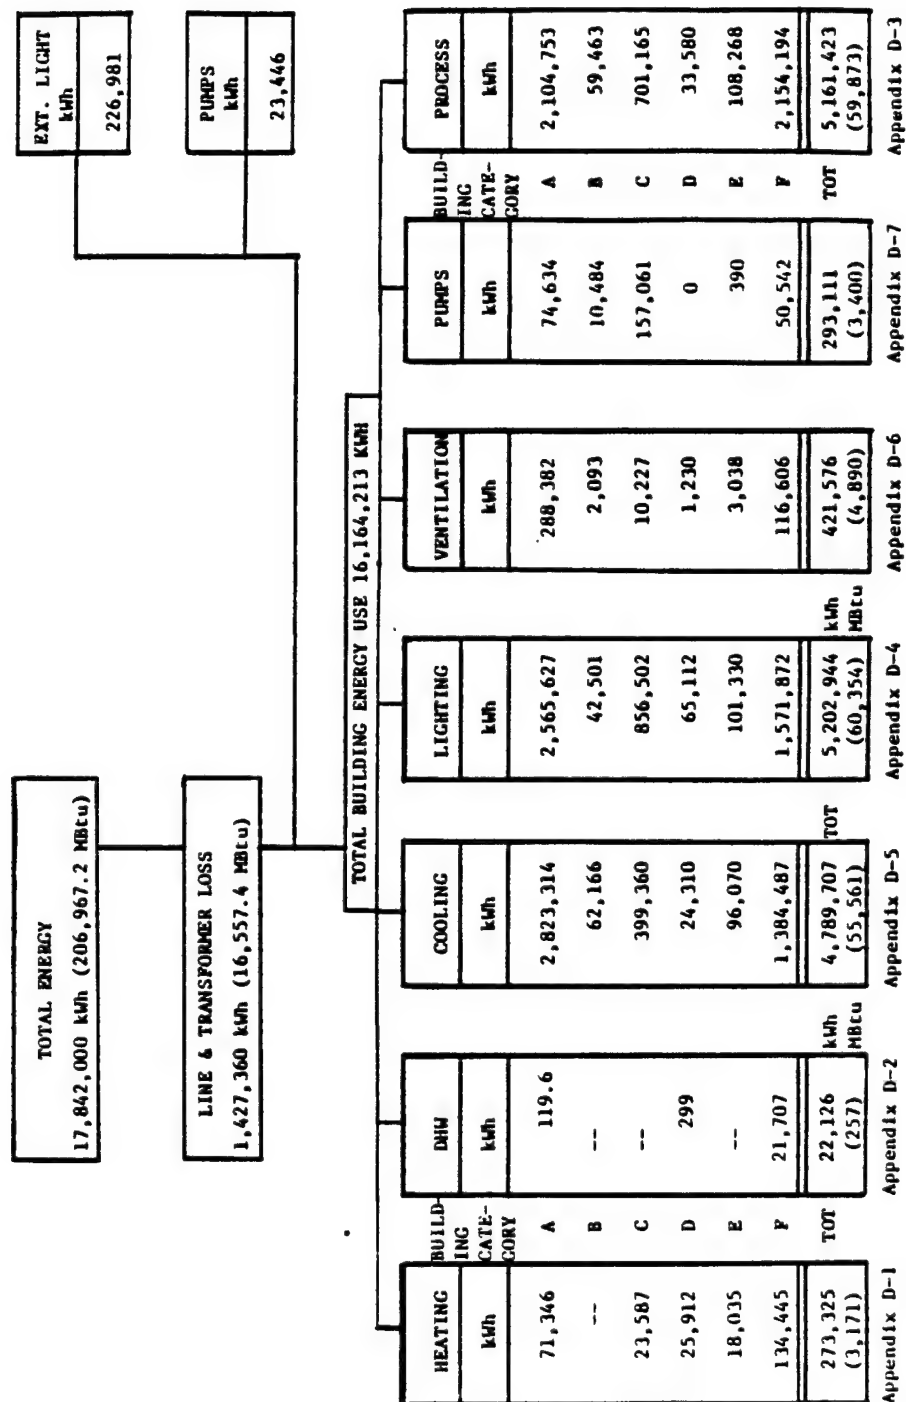 TOTAL ENERGY
17,842,000 kWh (206,967.2 MBtu)
LINE & TRANSFORMER LOSS
1,427,360 kWh (16,557.4 MBtu)
EXT. LIGHT
kWh
226,981
PUMPS
kWh
23,446
TOTAL BUILDING ENERGY USE 16,164,213 KWH
HEATING
kWh
71,346
--
23,587
25,912
18,035
134,445
273,325
(3,171)
Appendix D-1
BUILD-
ING
CATE-
GORY
A
B
C
D
E
F
TOT
DHW
kWh
119.6
--
--
299
--
21,707
22,126
(257)
Appendix D-2
kWh
MBtu
COOLING
kWh
2,823,314
62,166
399,360
24,310
96,070
1,384,487
4,789,707
(55,561)
Appendix D-5
TOT
LIGHTING
kWh
2,565,627
42,501
856,502
65,112
101,330
1,571,872
5,202,944
(60,354)
Appendix D-4
kWh
MBtu
VENTILATION
kWh
288,382
2,093
10,227
1,230
3,038
116,606
421,576
(4,890)
Appendix D-6
PUMPS
kWh
74,634
10,484
157,061
0
390
50,542
293,111
(3,400)
Appendix D-7
BUILD-
ING
CATE-
GORY
A
B
C
D
E
F
TOT
PROCESS
kWh
2,104,753
59,463
701,165
33,580
108,268
2,154,194
5,161,423
(59,873)
Appendix D-3